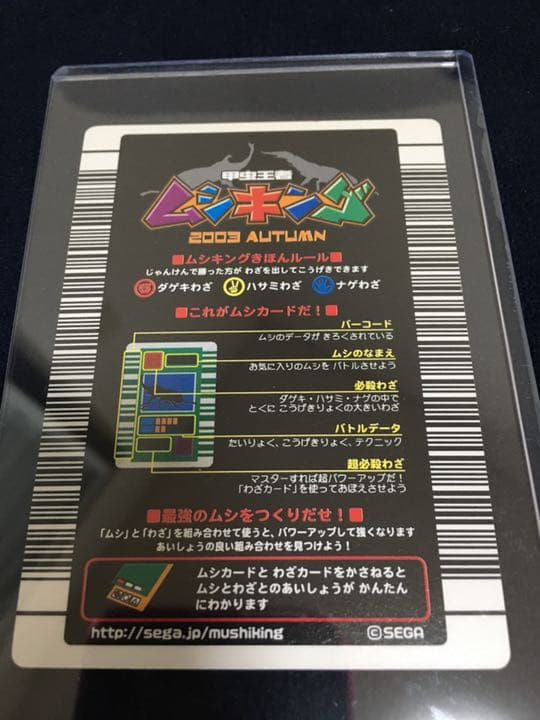 甲虫王者
ムシキング
2003 AUTUMN
■ムシキングきほんルール■
じゃんけんで勝った方が わざを出してこうげきできます
ダゲキわざ ハサミわざ ナゲわざ
■これがムシカードだ！■
バーコード
ムシのデータが きろくされている
ムシのなまえ
お気に入りのムシを バトルさせよう
必殺わざ
ダゲキ・ハサミ・ナゲの中で
とくに こうげきりょくの大きいわざ
バトルデータ
たいりょく、こうげきりょく、テクニック
超必殺わざ
マスターすれば超パワーアップだ！
「わざカード」を使っておぼえさせよう
■最強のムシをつくりだせ！■
「ムシ」と「わざ」を組み合わせて使うと、パワーアップして強くなります
あいしょうの良い組み合わせを見つけよう！
ムシカードと わざカードをかさねると
ムシとわざとのあいしょうが かんたん
にわかります
http://sega.jp/mushiking
©SEGA